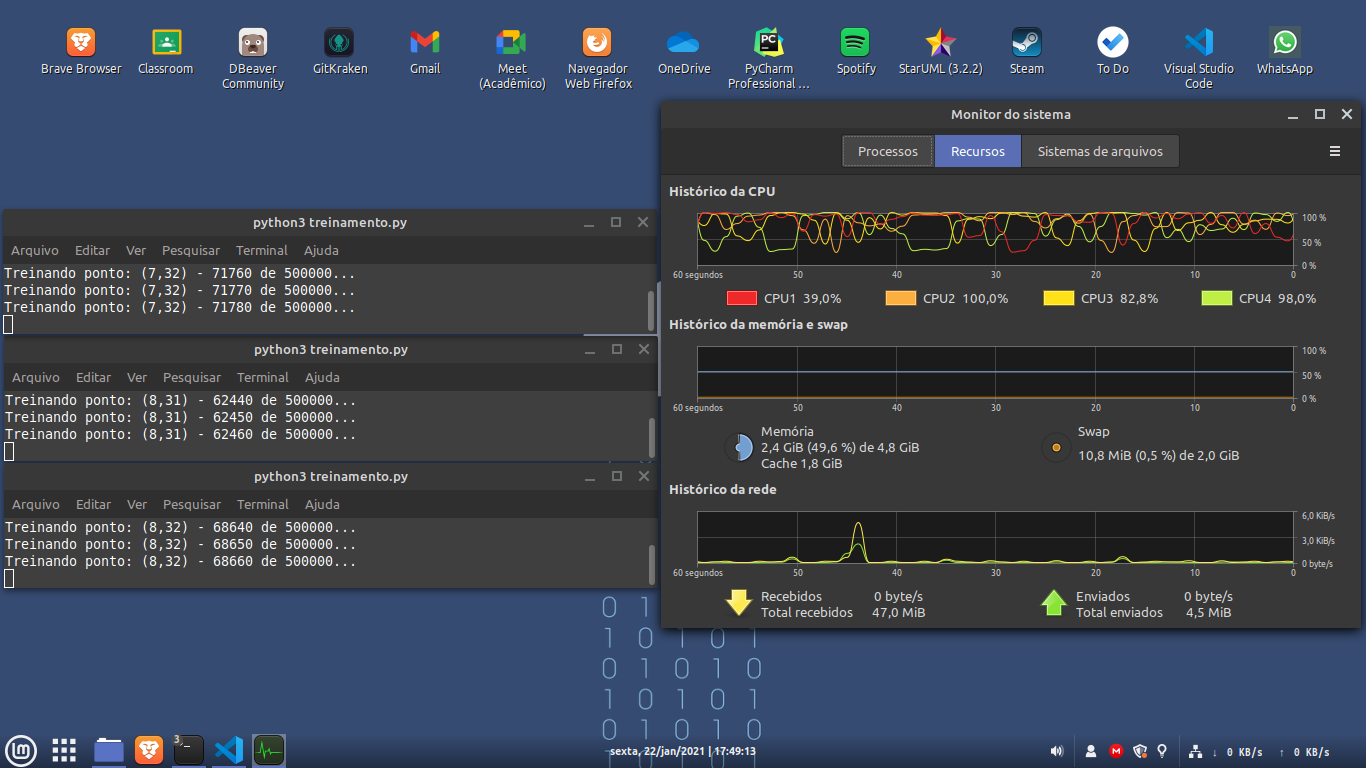 Brave Browser
Classroom
DBeaver
Community
GitKraken
Gmail
Meet
(Acadêmico)
Navegador
Web Firefox
OneDrive
PyCharm
Professional ...
Spotify
StarUML (3.2.2)
Steam
To Do
Visual Studio
Code
WhatsApp
python3 treinamento.py
Arquivo Editar Ver Pesquisar Terminal Ajuda
Treinando ponto: (7,32) - 71760 de 500000...
Treinando ponto: (7,32) - 71770 de 500000...
Treinando ponto: (7,32) - 71780 de 500000...
python3 treinamento.py
Arquivo Editar Ver Pesquisar Terminal Ajuda
Treinando ponto: (8,31) - 62440 de 500000...
Treinando ponto: (8,31) - 62450 de 500000...
Treinando ponto: (8,31) - 62460 de 500000...
python3 treinamento.py
Arquivo Editar Ver Pesquisar Terminal Ajuda
Treinando ponto: (8,32) - 68640 de 500000...
Treinando ponto: (8,32) - 68650 de 500000...
Treinando ponto: (8,32) - 68660 de 500000...
Monitor do sistema
Processos Recursos Sistemas de arquivos
Histórico da CPU
100 %
50 %
0 %
60 segundos 50 40 30 20 10 0
CPU1 39,0% CPU2 100,0% CPU3 82,8% CPU4 98,0%
Histórico da memória e swap
100 %
50 %
0 %
60 segundos 50 40 30 20 10 0
Memória
2,4 GiB (49,6 %) de 4,8 GiB
Cache 1,8 GiB
Swap
10,8 MiB (0,5 %) de 2,0 GiB
Histórico da rede
6,0 KiB/s
3,0 KiB/s
0 byte/s
60 segundos 50 40 30 20 10 0
Recebidos 0 byte/s
Total recebidos 47,0 MiB
Enviados 0 byte/s
Total enviados 4,5 MiB
0 1
1 0 1 0 1
0 1 0 1 0
1 0 1 0 1
0 1 0 1 0
3
sexta, 22/jan/2021 | 17:49:13
↓ 0 KB/s ↑ 0 KB/s